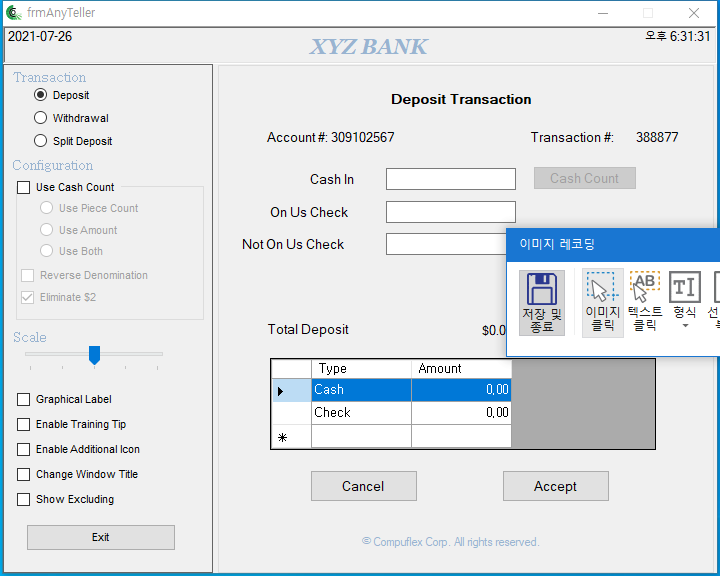 frmAnyTeller
2021-07-26
XYZ BANK
오후 6:31:31
Transaction
Deposit
Withdrawal
Split Deposit
Configuration
Use Cash Count
Use Piece Count
Use Amount
Use Both
Reverse Denomination
Eliminate $2
Scale
Graphical Label
Enable Training Tip
Enable Additional Icon
Change Window Title
Show Excluding
Exit
Deposit Transaction
Account #: 309102567 Transaction #: 388877
Cash In Cash Count
On Us Check
Not On Us Check
이미지 레코딩
저장 및
종료
이미지
클릭
AB
텍스트
클릭
TI
형식
Total Deposit $0.0
Type Amount
Cash 0,00
Check 0,00
Cancel Accept
© Compuflex Corp. All rights reserved.